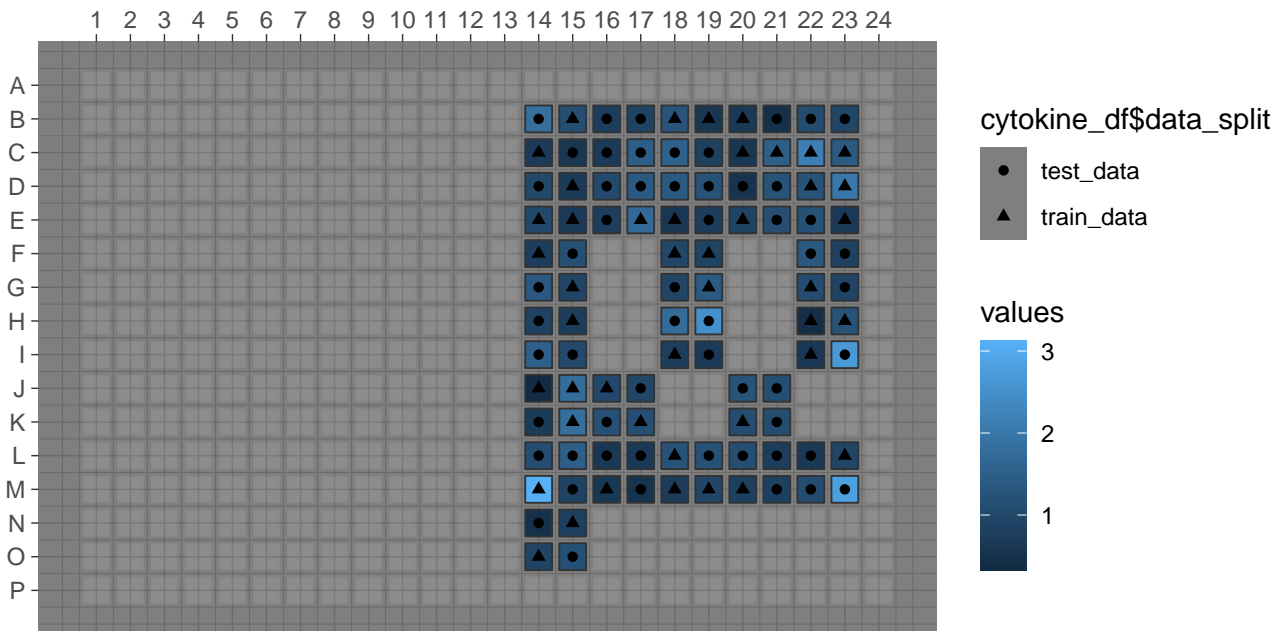 1 2 3 4 5 6 7 8 9 10 11 12 13 14 15 16 17 18 19 20 21 22 23 24
A
B
C
D
E
F
G
H
I
J
K
L
M
N
O
P
cytokine_df$data_split
test_data
train_data
values
3
2
1